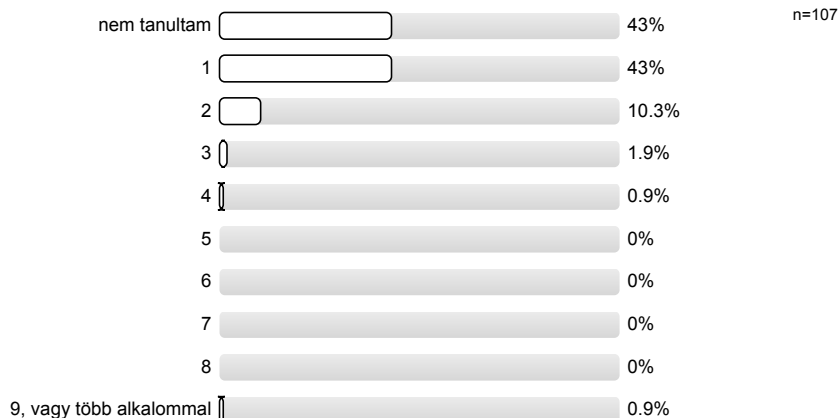 n=107
nem tanultam 43%
1 43%
2 10.3%
3 1.9%
4 0.9%
5 0%
6 0%
7 0%
8 0%
9, vagy több alkalommal 0.9%